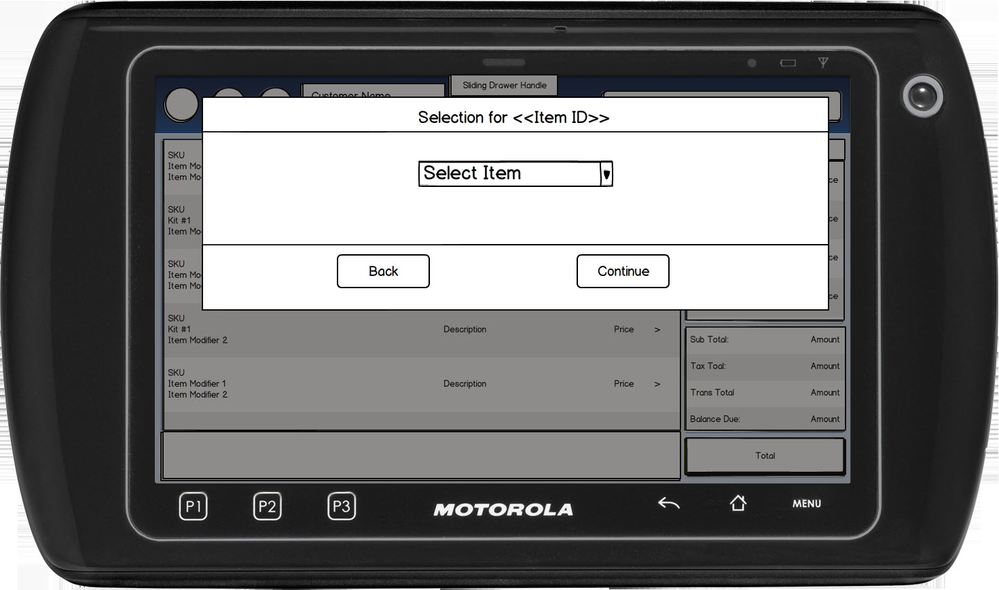 Sliding Drawer Handle
Customer Name
Selection for <<Item ID>>
Select Item
Back
Continue
SKU
Item Mo
Item Mo
SKU
Kit #1
Item Mo
SKU
Item Mo
Item Mo
SKU
Kit #1
Item Modifier 2
Description
Price >
SKU
Item Modifier 1
Item Modifier 2
Description
Price >
ce
ce
ce
ce
Sub Total: Amount
Tax Toal: Amount
Trans Total Amount
Balance Due: Amount
Total
P1 P2 P3 MOTOROLA MENU